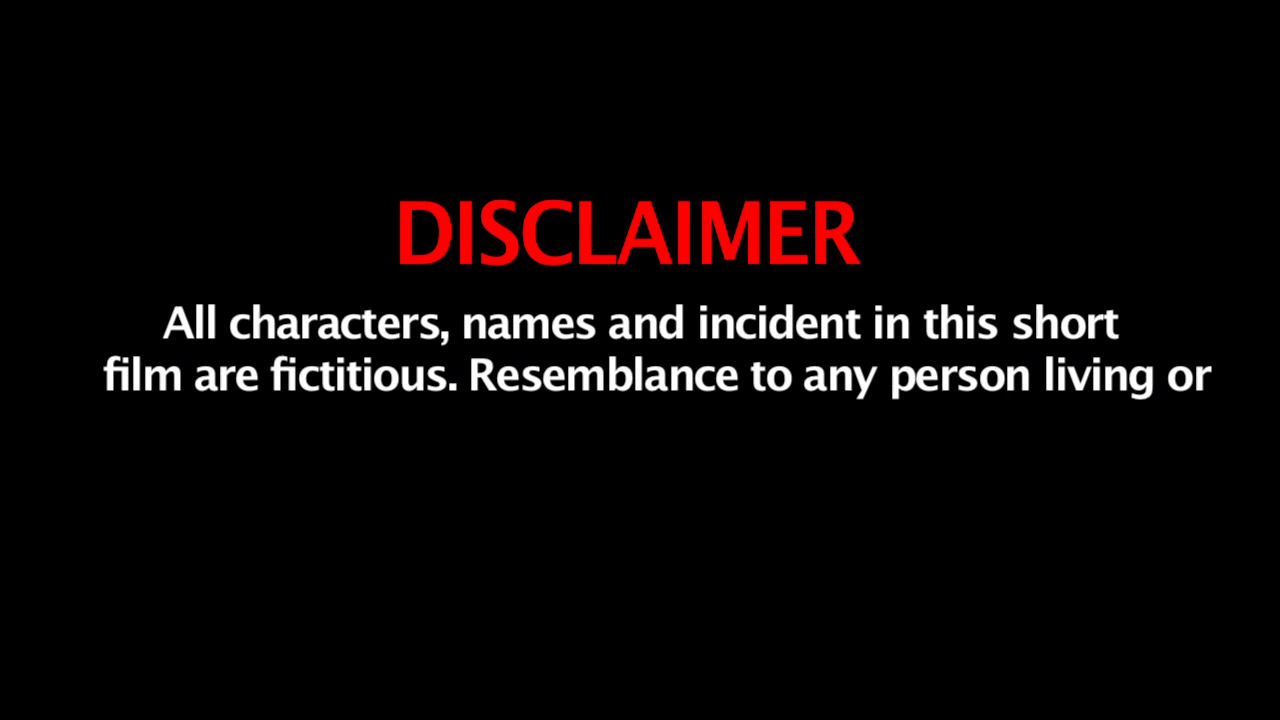 DISCLAIMER
All characters, names and incident in this short
film are fictitious. Resemblance to any person living or